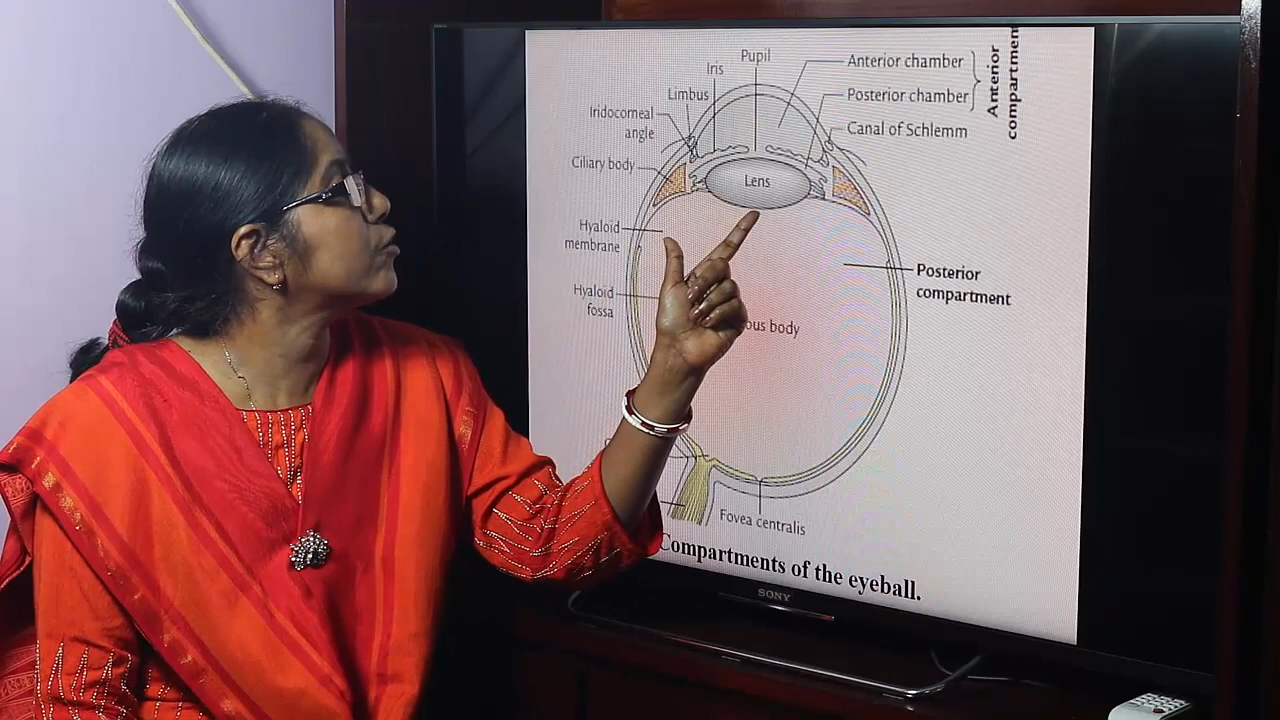 Pupil
Iris
Limbus
Iridocorneal
angle
Ciliary body
Hyaloid
membrane
Hyaloid
fossa
Anterior chamber
Posterior chamber
Canal of Schlemm
Anterior
compartment
Lens
Posterior
compartment
ous body
Fovea centralis
Compartments of the eyeball.
SONY